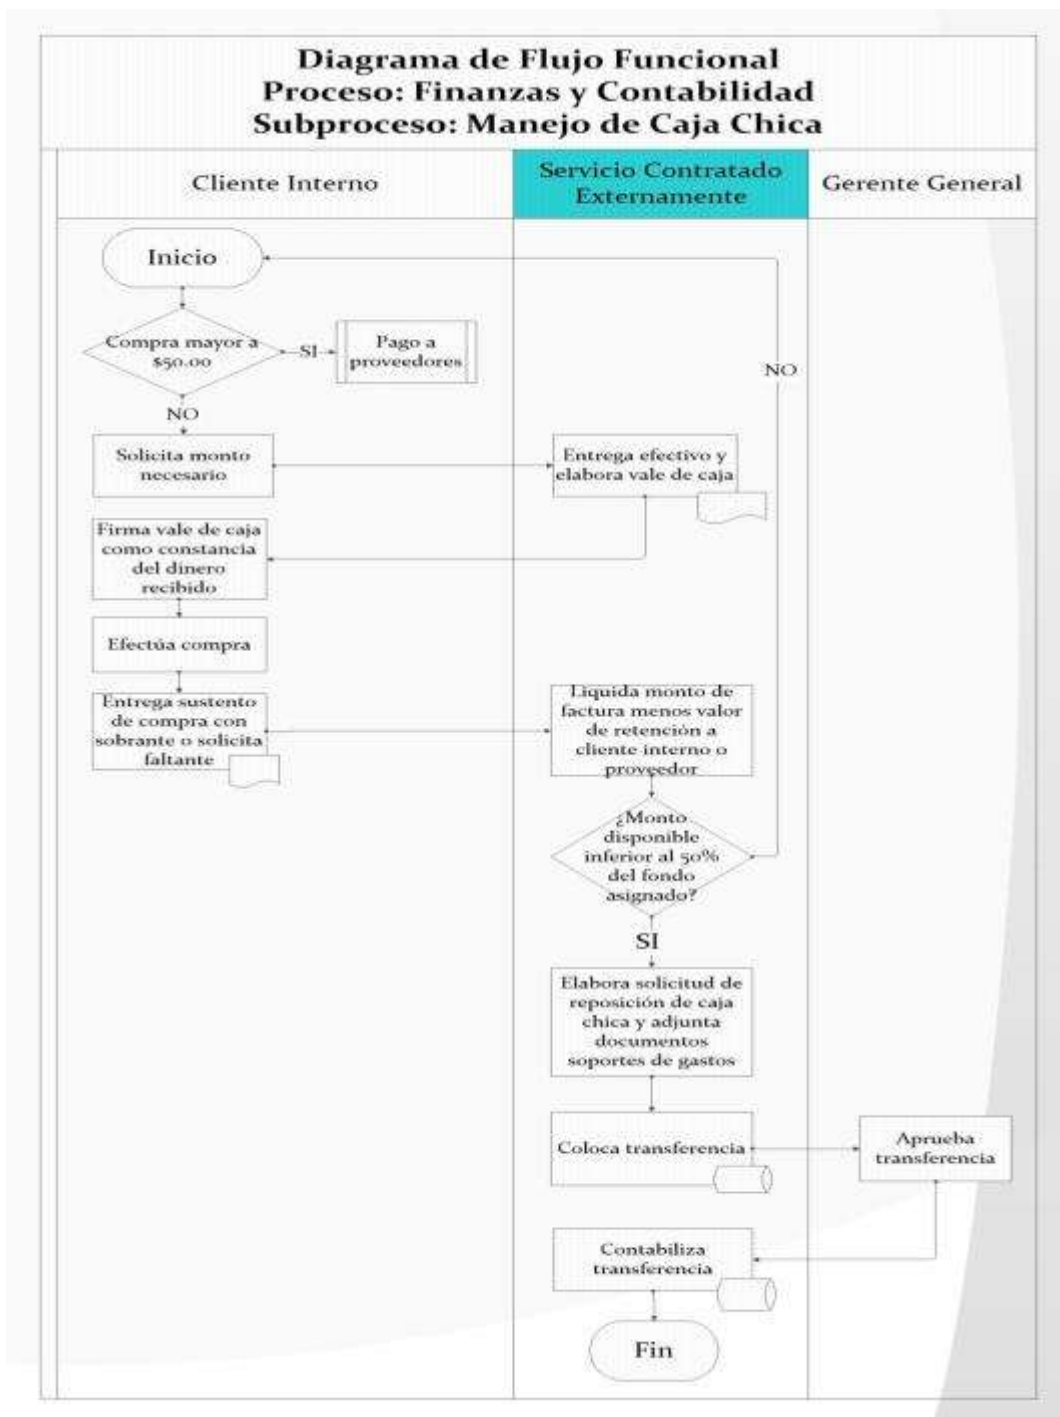 Diagrama de Flujo Funcional
Proceso: Finanzas y Contabilidad
Subproceso: Manejo de Caja Chica
Cliente Interno
Servicio Contratado
Externamente
Gerente General
Inicio
Compra mayor a
$50.00
SI
Pago a
proveedores
NO
NO
Solicita monto
necesario
Entrega efectivo y
elabora vale de caja
Firma vale de caja
como constancia
del dinero
recibido
Efectúa compra
Entrega sustento
de compra con
sobrante o solicita
faltante
Liquida monto de
factura menos valor
de retención a
cliente interno o
proveedor
¿Monto
disponible
inferior al 50%
del fondo
asignado?
SI
Elabora solicitud de
reposición de caja
chica y adjunta
documentos
soportes de gastos
Coloca transferencia
Aprueba
transferencia
Contabiliza
transferencia
Fin